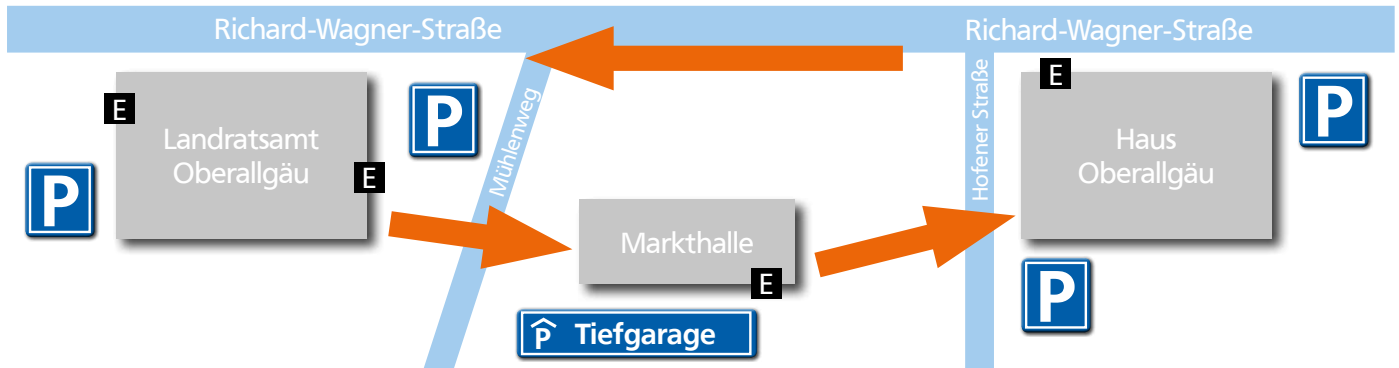 Richard-Wagner-Straße
Richard-Wagner-Straße
E
Landratsamt
Oberallgäu
E
P
P
Mühlenweg
Markthalle
E
P Tiefgarage
Hofener Straße
E
Haus
Oberallgäu
P
P